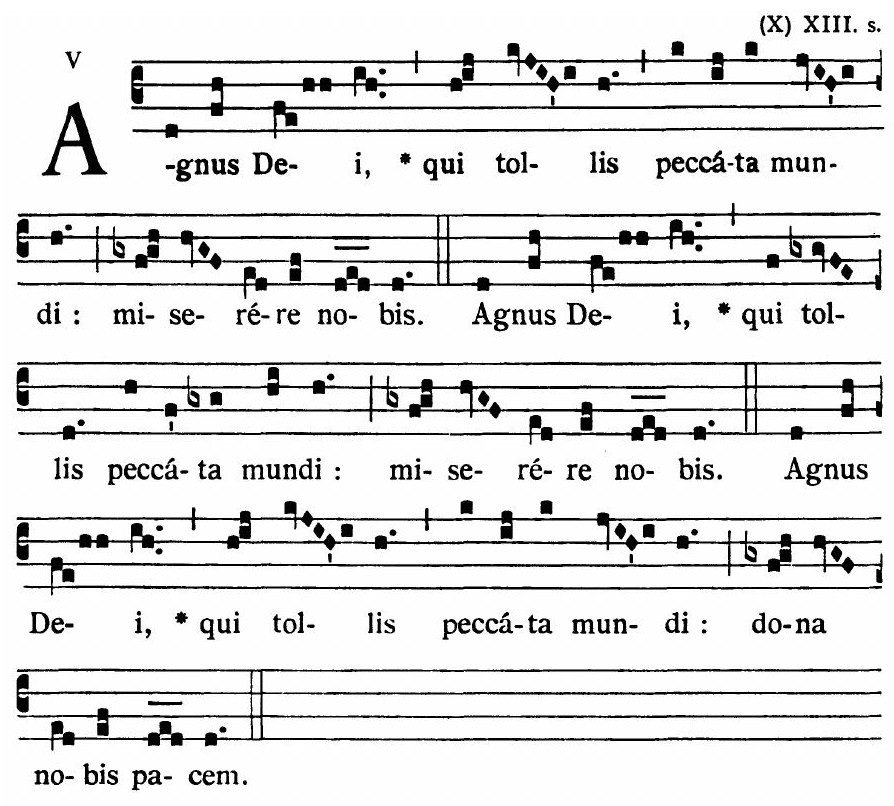 (X) XIII. s.
V
A-gnus De- i, * qui tol- lis peccá-ta mun-
di : mi- se- ré- re no- bis. Agnus De- i, * qui tol-
lis peccá- ta mundi : mi- se- ré- re no- bis. Agnus
De- i, * qui tol- lis peccá-ta mun- di : do-na
no- bis pa- cem.